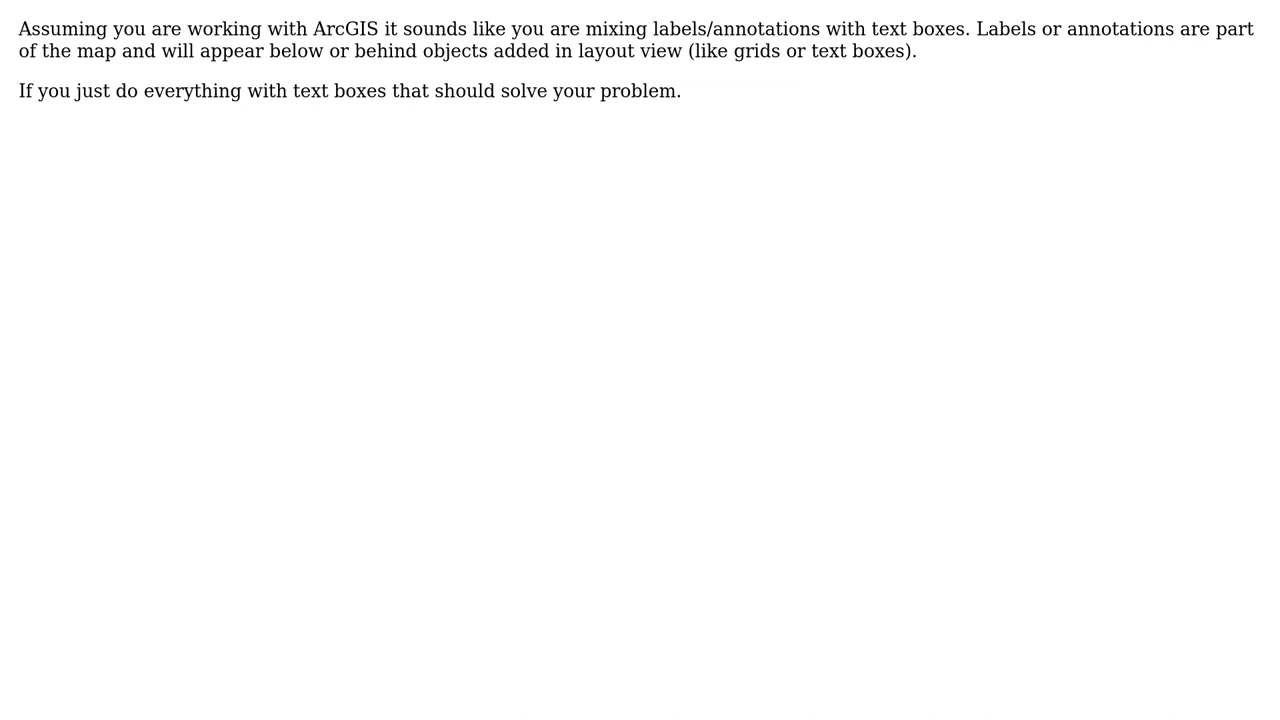 Assuming you are working with ArcGIS it sounds like you are mixing labels/annotations with text boxes. Labels or annotations are part
of the map and will appear below or behind objects added in layout view (like grids or text boxes).
If you just do everything with text boxes that should solve your problem.